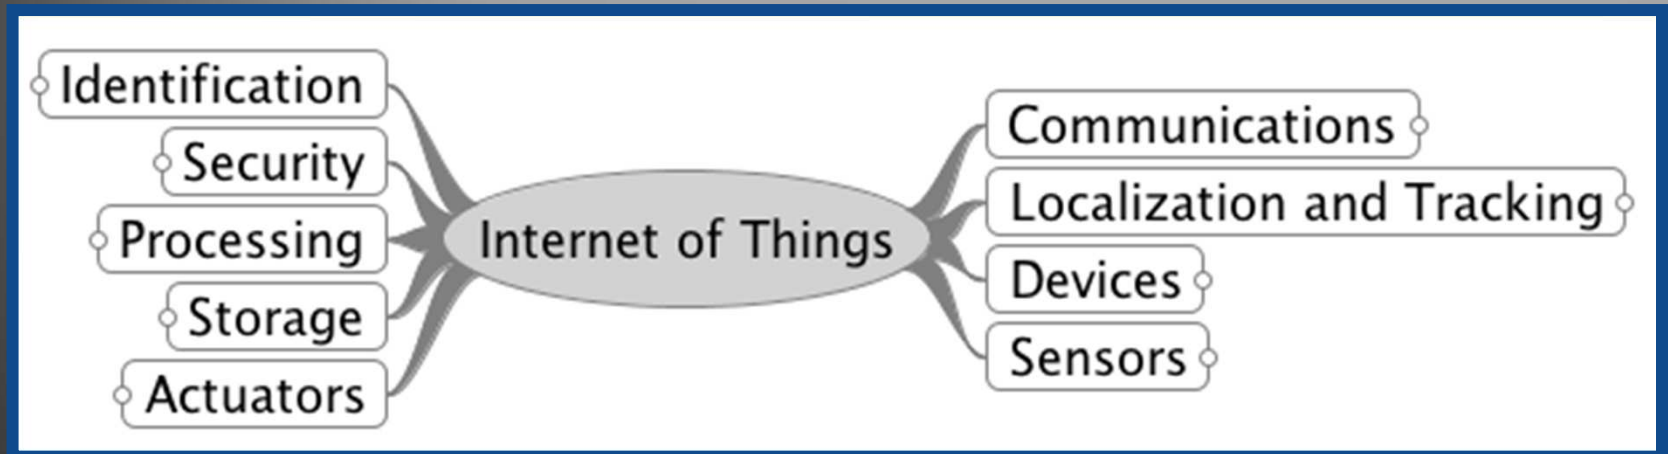 Identification
Security
Processing
Storage
Actuators
Internet of Things
Communications
Localization and Tracking
Devices
Sensors